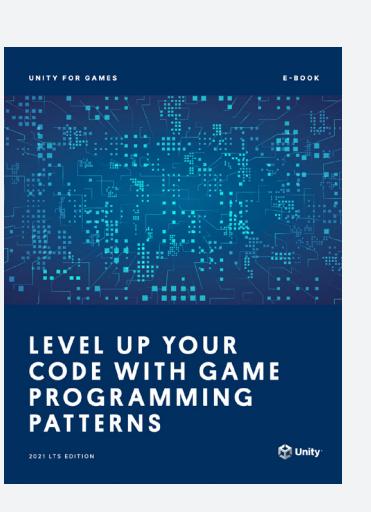 UNITY FOR GAMES
E-BOOK
LEVEL UP YOUR
CODE WITH GAME
PROGRAMMING
PATTERNS
2021 LTS EDITION
Unity